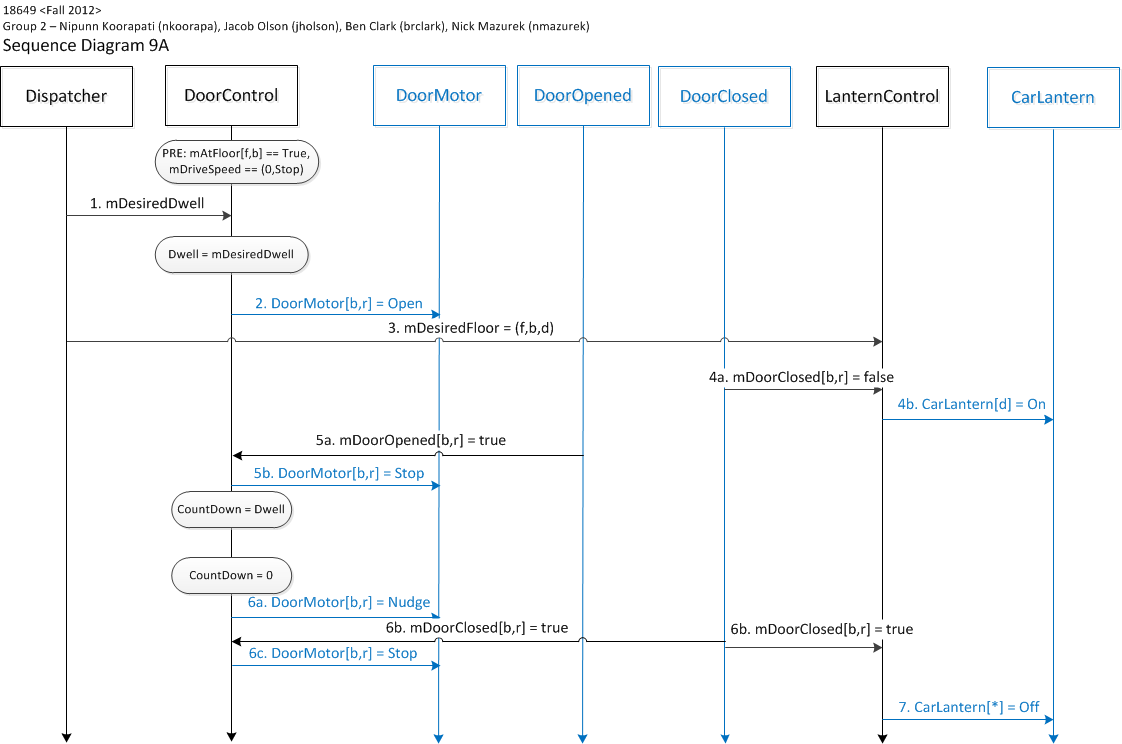 18649 <Fall 2012>
Group 2 – Nipunn Koorapati (nkoorapa), Jacob Olson (jholson), Ben Clark (brclark), Nick Mazurek (nmazurek)
Sequence Diagram 9A
Dispatcher
DoorControl
DoorMotor
DoorOpened
DoorClosed
LanternControl
CarLantern
PRE: mAtFloor[f,b] == True,
mDriveSpeed == (0,Stop)
1. mDesiredDwell
Dwell = mDesiredDwell
2. DoorMotor[b,r] = Open
3. mDesiredFloor = (f,b,d)
4a. mDoorClosed[b,r] = false
4b. CarLantern[d] = On
5a. mDoorOpened[b,r] = true
5b. DoorMotor[b,r] = Stop
CountDown = Dwell
CountDown = 0
6a. DoorMotor[b,r] = Nudge
6b. mDoorClosed[b,r] = true
6b. mDoorClosed[b,r] = true
6c. DoorMotor[b,r] = Stop
7. CarLantern[*] = Off